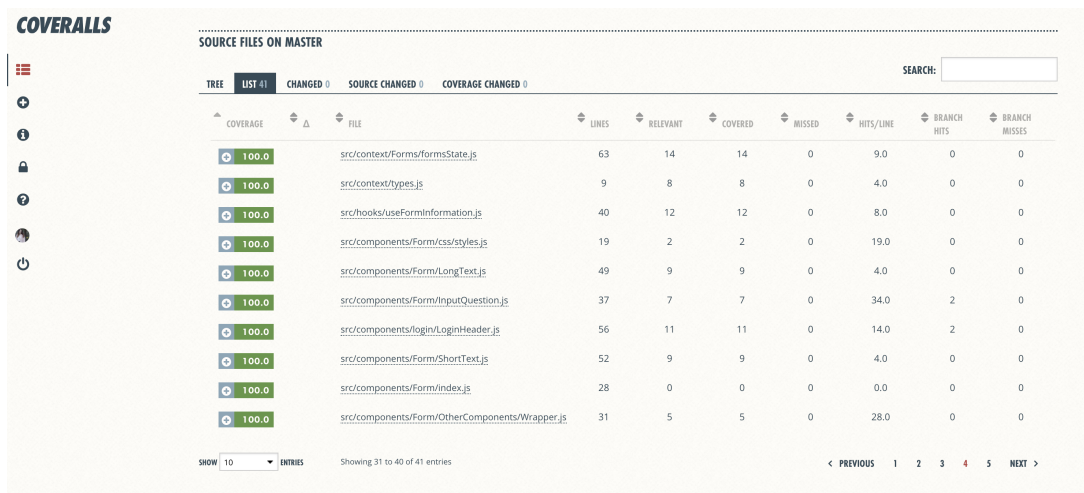 COVERALLS
SOURCE FILES ON MASTER
SEARCH:
TREE LIST 41 CHANGED 0 SOURCE CHANGED 0 COVERAGE CHANGED 0
COVERAGE Δ FILE LINES RELEVANT COVERED MISSED HITS/LINE BRANCH HITS BRANCH MISSES
100.0 src/context/Forms/formsState.js 63 14 14 0 9.0 0 0
100.0 src/context/types.js 9 8 8 0 4.0 0 0
100.0 src/hooks/useFormInformation.js 40 12 12 0 8.0 0 0
100.0 src/components/Form/css/styles.js 19 2 2 0 19.0 0 0
100.0 src/components/Form/LongText.js 49 9 9 0 4.0 0 0
100.0 src/components/Form/InputQuestion.js 37 7 7 0 34.0 2 0
100.0 src/components/login/LoginHeader.js 56 11 11 0 14.0 2 0
100.0 src/components/Form/ShortText.js 52 9 9 0 4.0 0 0
100.0 src/components/Form/index.js 28 0 0 0 0.0 0 0
100.0 src/components/Form/OtherComponents/Wrapper.js 31 5 5 0 28.0 0 0
SHOW 10 ENTRIES Showing 31 to 40 of 41 entries < PREVIOUS 1 2 3 4 5 NEXT >